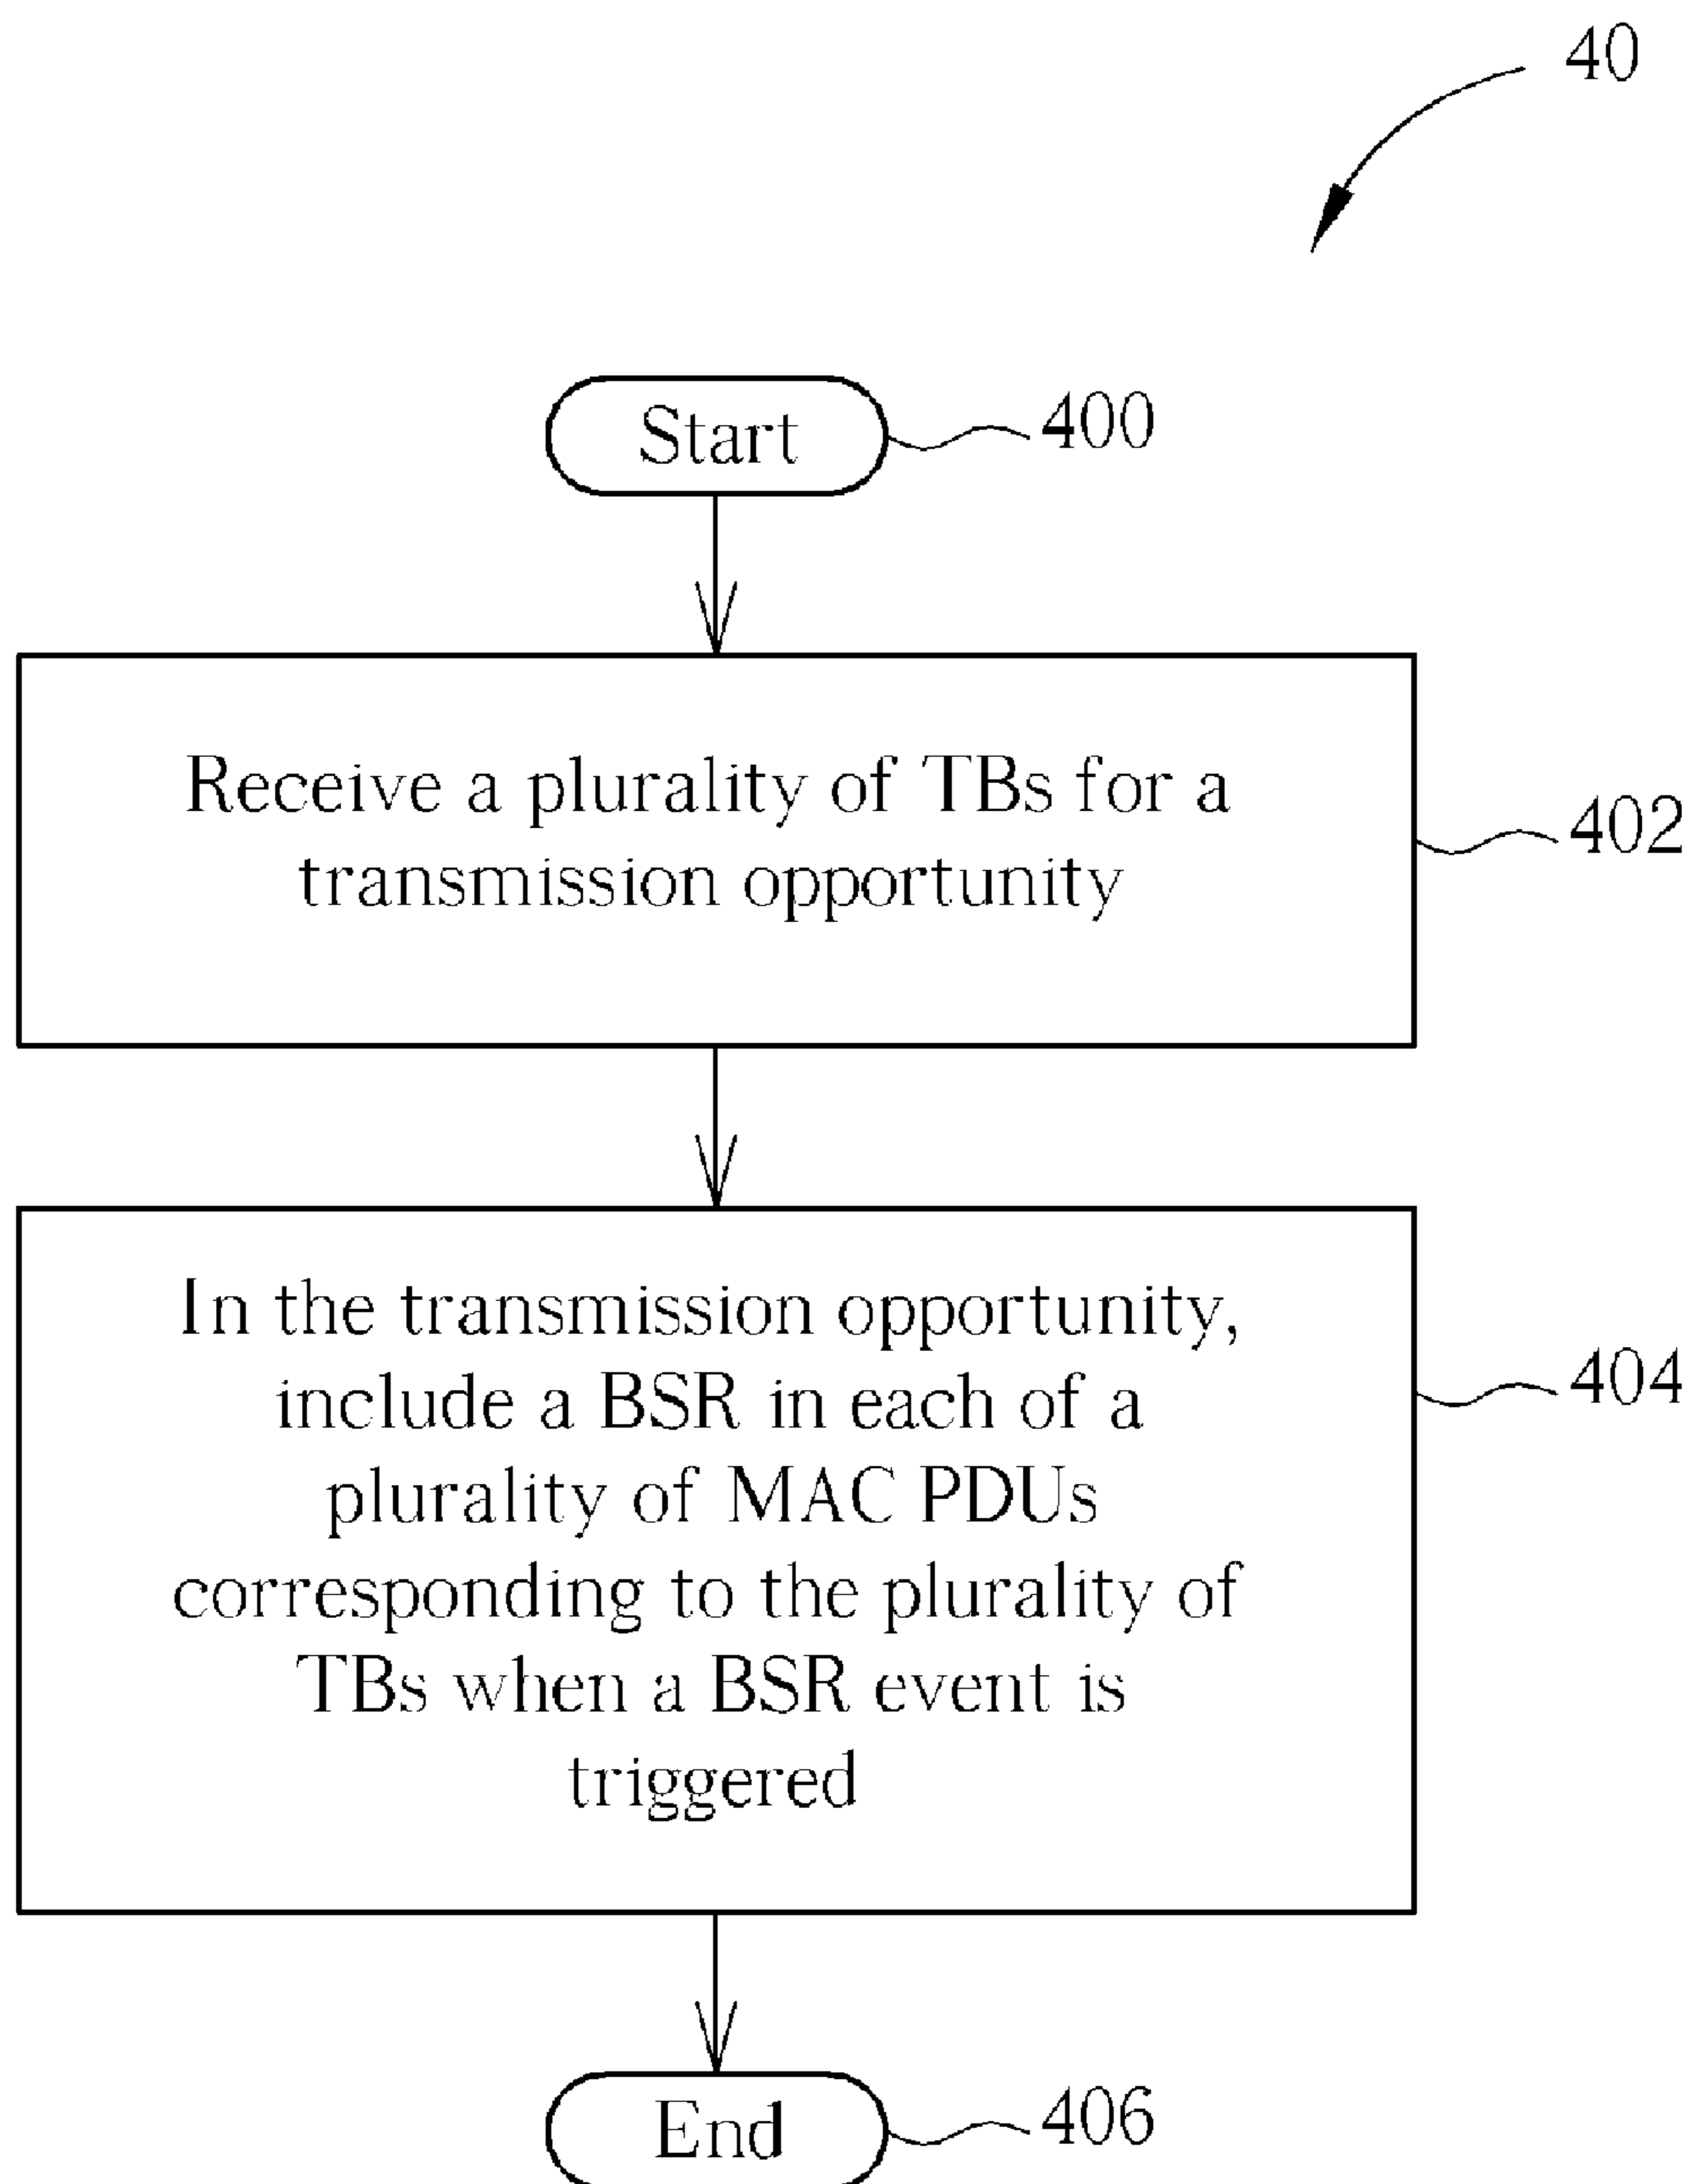 40
Start
400
Receive a plurality of TBs for a
transmission opportunity
402
In the transmission opportunity,
include a BSR in each of a
plurality of MAC PDUs
corresponding to the plurality of
TBs when a BSR event is
triggered
404
End
406